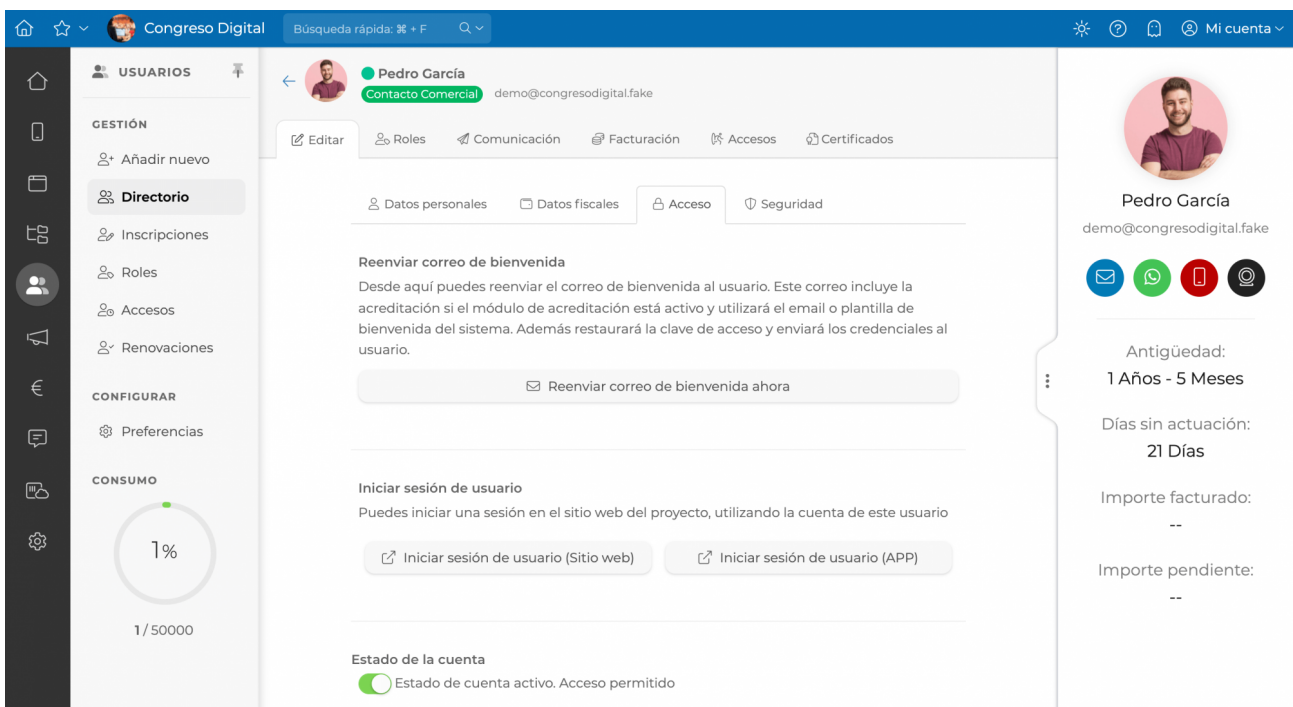 Congreso Digital
Búsqueda rápida: ⌘ + F
Mi cuenta
USUARIOS
GESTIÓN
Añadir nuevo
Directorio
Inscripciones
Roles
Accesos
Renovaciones
CONFIGURAR
Preferencias
CONSUMO
1%
1 / 50000
Pedro García
Contacto Comercial demo@congresodigital.fake
Editar Roles Comunicación Facturación Accesos Certificados
Datos personales Datos fiscales Acceso Seguridad
Reenviar correo de bienvenida
Desde aquí puedes reenviar el correo de bienvenida al usuario. Este correo incluye la
acreditación si el módulo de acreditación está activo y utilizará el email o plantilla de
bienvenida del sistema. Además restaurará la clave de acceso y enviará los credenciales al
usuario.
Reenviar correo de bienvenida ahora
Iniciar sesión de usuario
Puedes iniciar una sesión en el sitio web del proyecto, utilizando la cuenta de este usuario
Iniciar sesión de usuario (Sitio web) Iniciar sesión de usuario (APP)
Estado de la cuenta
Estado de cuenta activo. Acceso permitido
Pedro García
demo@congresodigital.fake
Antigüedad:
1 Años - 5 Meses
Días sin actuación:
21 Días
Importe facturado:
--
Importe pendiente:
--